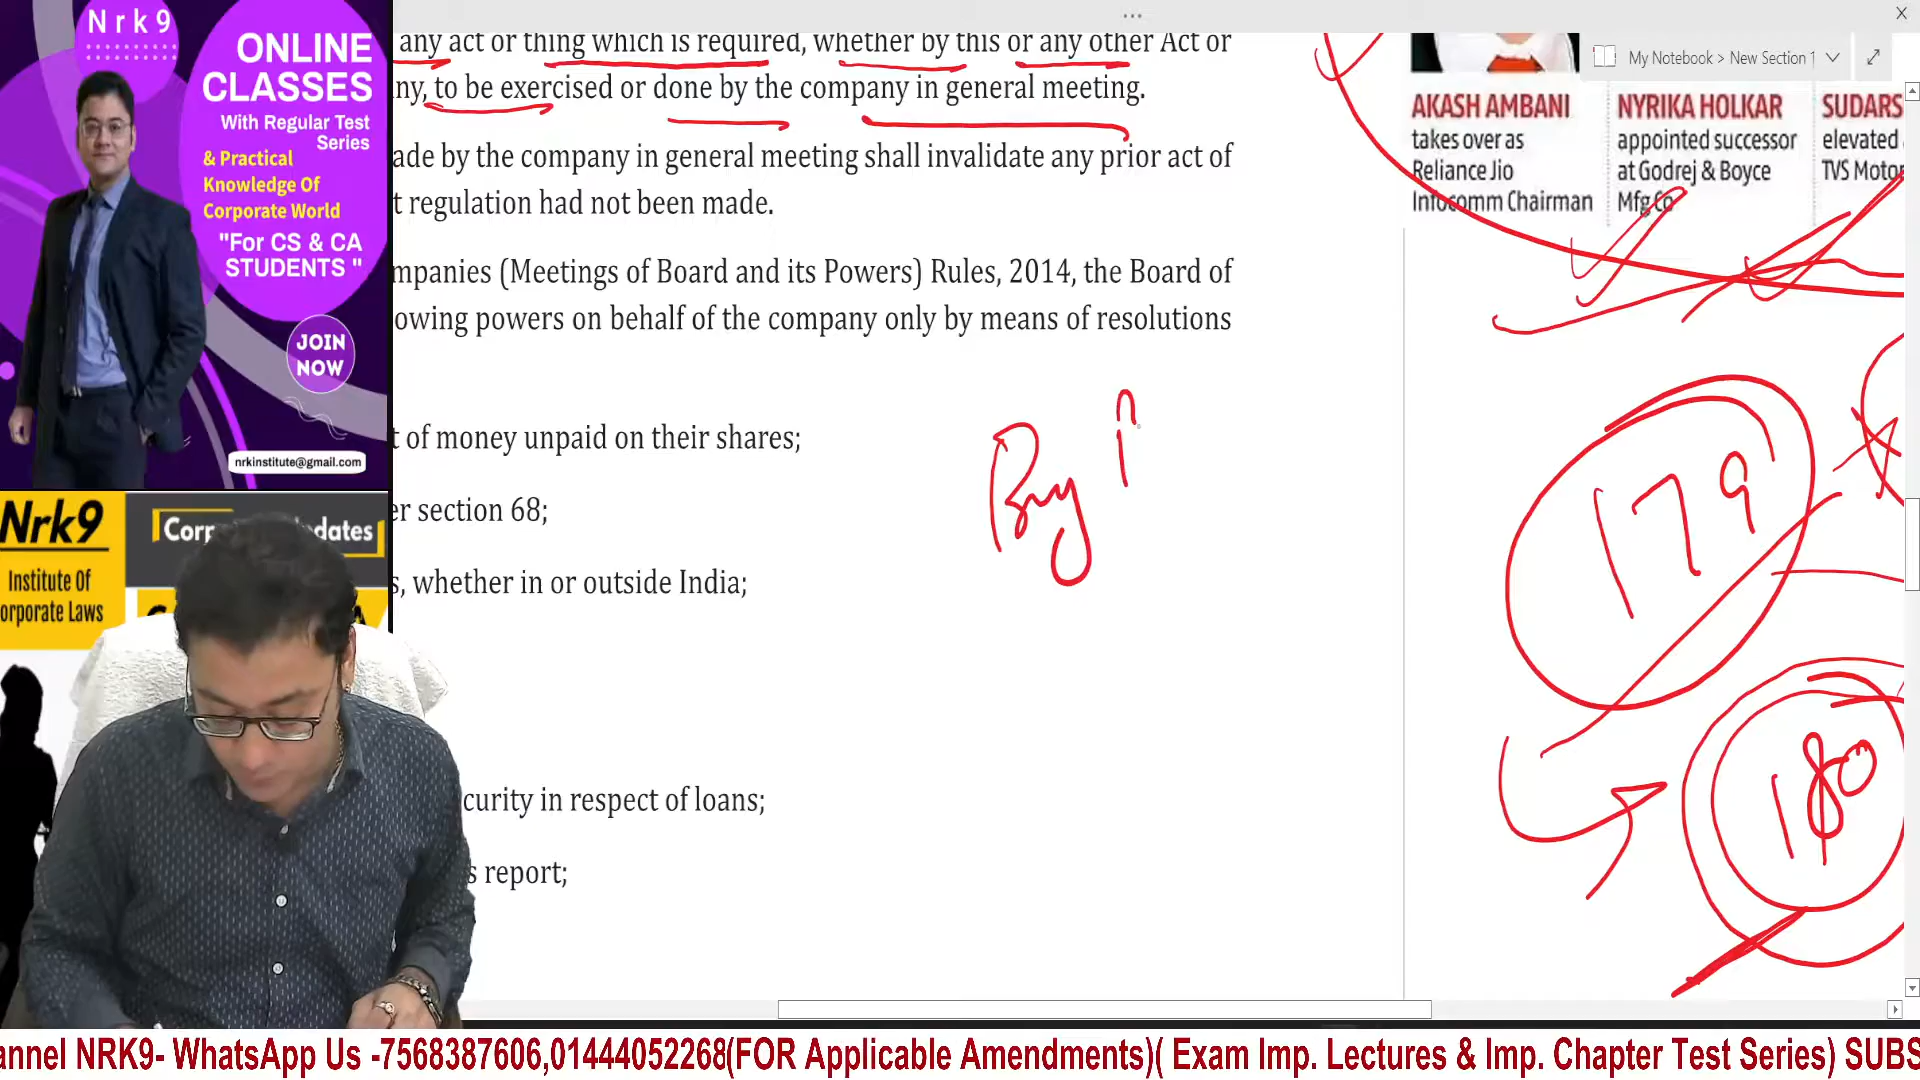 Nrk9
ONLINE
CLASSES
With Regular Test
Series
& Practical
Knowledge Of
Corporate World
"For CS & CA
STUDENTS "
JOIN
NOW
nrkinstitute@gmail.com
Nrk9
Institute Of
orporate Laws
Corp
dates
any act or thing which is required, whether by this or any other Act or
ny, to be exercised or done by the company in general meeting.
ade by the company in general meeting shall invalidate any prior act of
t regulation had not been made.
mpanies (Meetings of Board and its Powers) Rules, 2014, the Board of
owing powers on behalf of the company only by means of resolutions
t of money unpaid on their shares;
er section 68;
s, whether in or outside India;
curity in respect of loans;
s report;
My Notebook > New Section 1
AKASH AMBANI
takes over as
Reliance Jio
Infocomm Chairman
NYRIKA HOLKAR
appointed successor
at Godrej & Boyce
Mfg Co
SUDARS
elevated
TVS Motor
179
180
annel NRK9- WhatsApp Us -7568387606,01444052268(FOR Applicable Amendments)( Exam Imp. Lectures & Imp. Chapter Test Series) SUBS